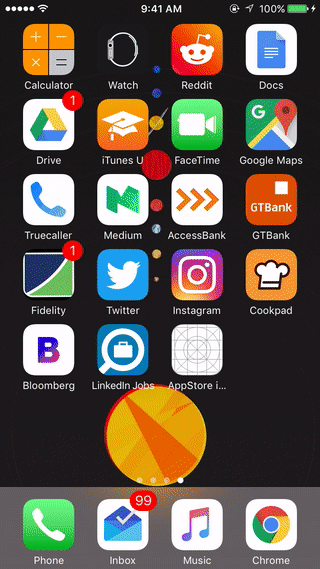 9:41 AM 100%
Calculator Watch Reddit Docs
1
Drive iTunes U FaceTime Google Maps
GTBank
Truecaller Medium AccessBank GTBank
1
Fidelity Twitter Instagram Cookpad
B
Bloomberg LinkedIn Jobs AppStore i...
99
Phone Inbox Music Chrome